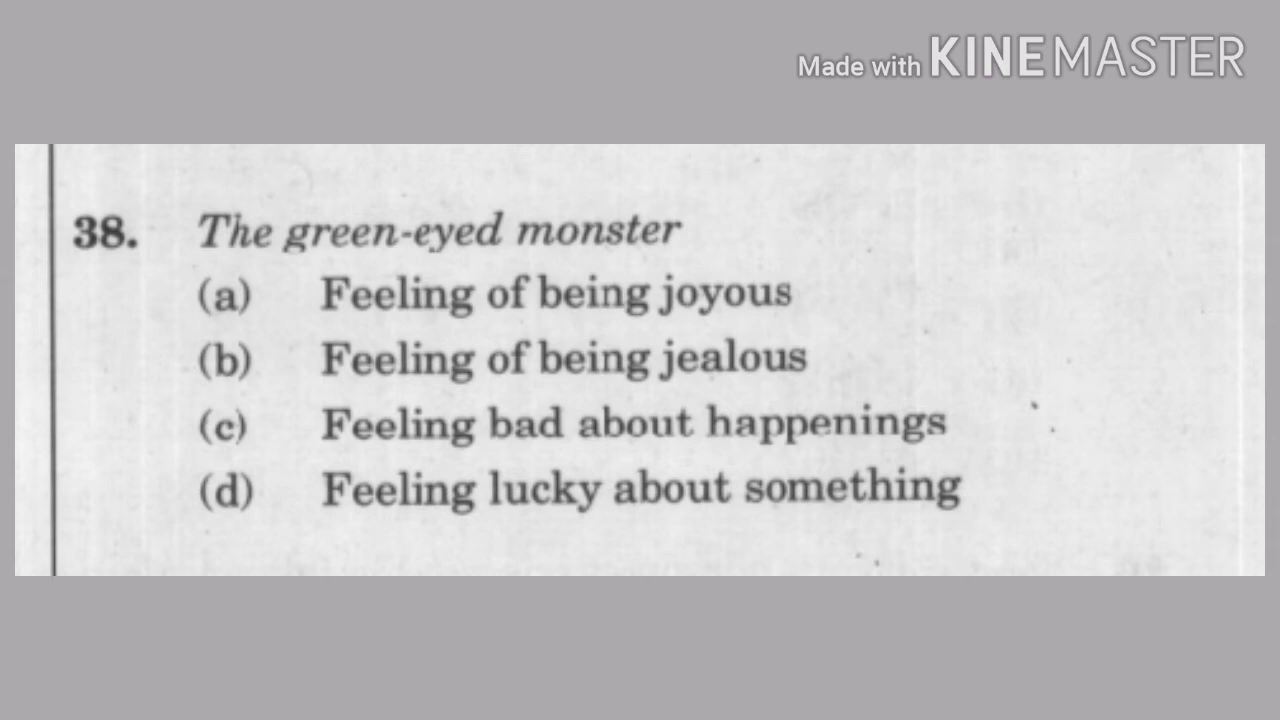 Made with KINEMASTER
38. The green-eyed monster
(a) Feeling of being joyous
(b) Feeling of being jealous
(c) Feeling bad about happenings
(d) Feeling lucky about something